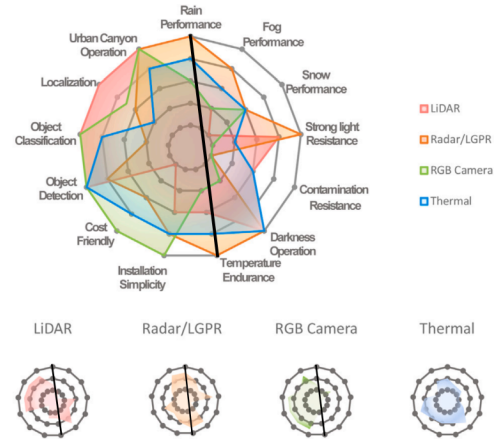 Rain
Performance
Fog
Performance
Snow
Performance
Strong light
Resistance
Contamination
Resistance
Darkness
Operation
Temperature
Endurance
Installation
Simplicity
Cost
Friendly
Object
Detection
Object
Classification
Localization
Urban Canyon
Operation
LiDAR
Radar/LGPR
RGB Camera
Thermal
LiDAR
Radar/LGPR
RGB Camera
Thermal